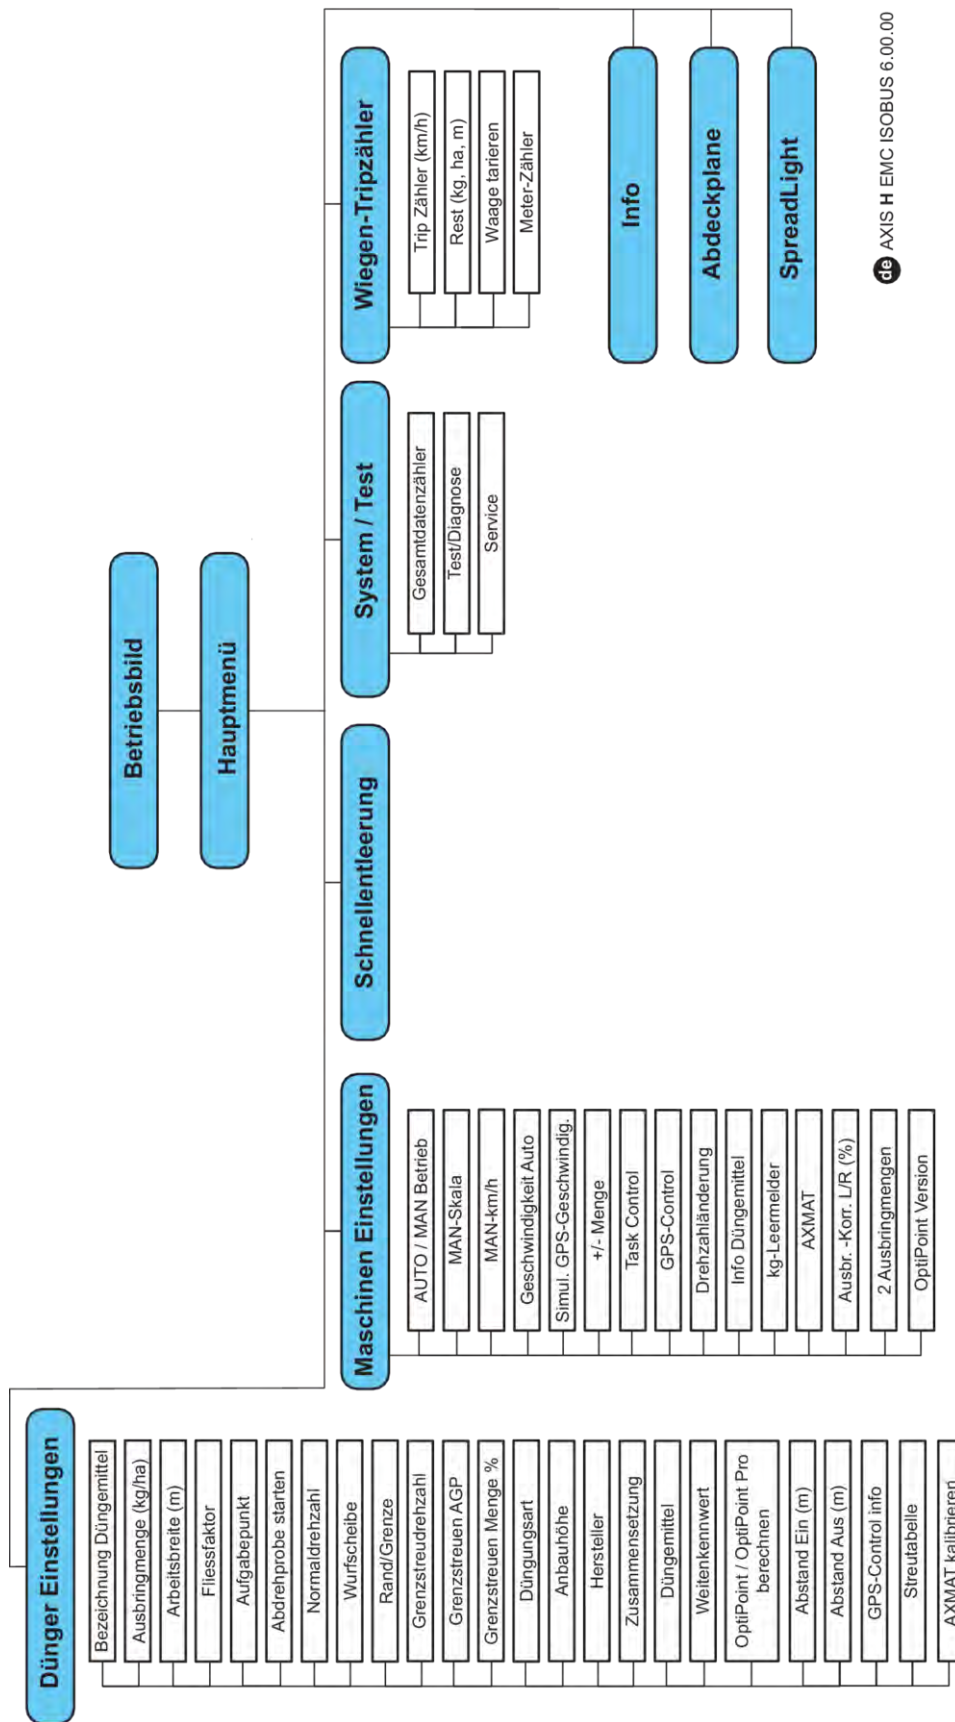 Betriebsbild
Hauptmenü
Dünger Einstellungen
Bezeichnung Düngemittel
Ausbringmenge (kg/ha)
Arbeitsbreite (m)
Fliessfaktor
Aufgabepunkt
Abdrehprobe starten
Normaldrehzahl
Wurfscheibe
Rand/Grenze
Grenzstreudrehzahl
Grenzstreuen AGP
Grenzstreuen Menge %
Düngungsart
Anbauhöhe
Hersteller
Zusammensetzung
Düngemittel
Weitenkennwert
OptiPoint / OptiPoint Pro
berechnen
Abstand Ein (m)
Abstand Aus (m)
GPS-Control info
Streutabelle
AXMAT kalibrieren
Maschinen Einstellungen
AUTO / MAN Betrieb
MAN-Skala
MAN-km/h
Geschwindigkeit Auto
Simul. GPS-Geschwindig.
+/- Menge
Task Control
GPS-Control
Drehzahländerung
Info Düngemittel
kg-Leermelder
AXMAT
Ausbr. -Korr. L/R (%)
2 Ausbringmengen
OptiPoint Version
Schnellentleerung
System / Test
Gesamtdatenzähler
Test/Diagnose
Service
Wiegen-Tripzähler
Trip Zähler (km/h)
Rest (kg, ha, m)
Waage tarieren
Meter-Zähler
Info
Abdeckplane
SpreadLight
de AXIS H EMC ISOBUS 6.00.00